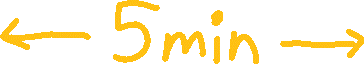 ← 5min →